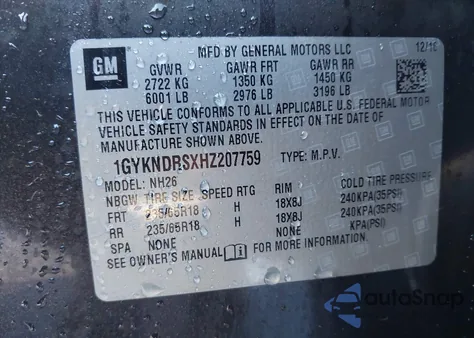 GM
MFD BY GENERAL MOTORS LLC 12/16
GVWR GAWR FRT GAWR RR
2722 KG 1350 KG 1450 KG
6001 LB 2976 LB 3196 LB
THIS VEHICLE CONFORMS TO ALL APPLICABLE U.S. FEDERAL MOTOR
VEHICLE SAFETY STANDARDS IN EFFECT ON THE DATE OF
MANUFACTURE SHOWN ABOVE.
1GYKNDRSXHZ207759 TYPE: M.P.V.
MODEL: NH26
TIRE SIZE SPEED RTG RIM COLD TIRE PRESSURE
FRT 235/65R18 H 18X8J 240KPA(35PSI)
RR 235/65R18 H 18X8J 240KPA(35PSI)
SPA NONE NONE KPA(PSI)
SEE OWNER'S MANUAL FOR MORE INFORMATION.
autoSnap